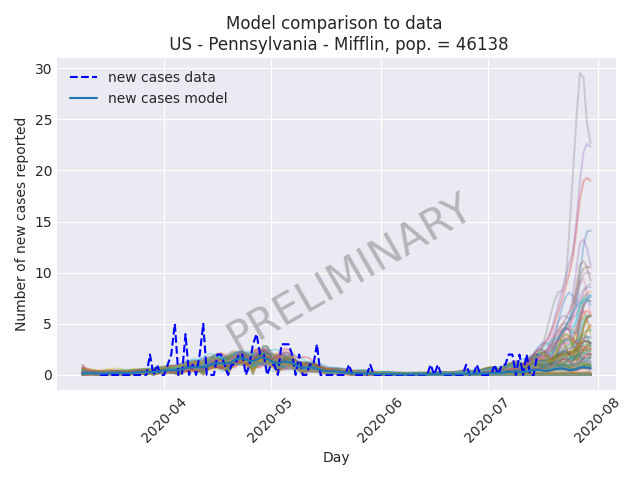 Model comparison to data
US - Pennsylvania - Mifflin, pop. = 46138
new cases data
new cases model
Number of new cases reported
30
25
20
15
10
5
0
PRELIMINARY
2020-04
2020-05
2020-06
2020-07
2020-08
Day